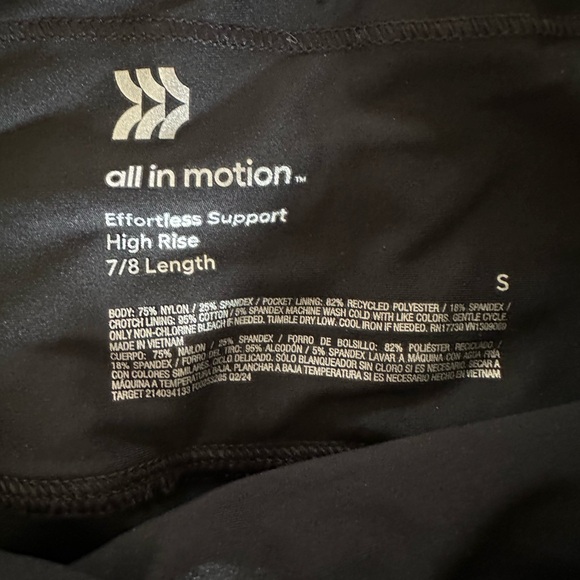 all in motion™
Effortless Support
High Rise
7/8 Length
S
BODY: 75% NYLON / 25% SPANDEX / POCKET LINING: 82% RECYCLED POLYESTER / 18% SPANDEX /
CROTCH LINING: 95% COTTON / 5% SPANDEX MACHINE WASH COLD WITH LIKE COLORS. GENTLE CYCLE.
ONLY NON-CHLORINE BLEACH IF NEEDED. TUMBLE DRY LOW. COOL IRON IF NEEDED. RN17730 VN1509069
MADE IN VIETNAM
CUERPO: 75% NAILON / 25% SPANDEX / FORRO DE BOLSILLO: 82% POLIÉSTER RECICLADO /
18% SPANDEX / FORRO DEL TIRO: 95% ALGODÓN / 5% SPANDEX LAVAR A MÁQUINA CON AGUA FRÍA
COLORES SIMILARES. CICLO DELICADO. SÓLO BLANQUEADOR SIN CLORO SI ES NECESARIO. SECAR A
MÁQUINA A TEMPERATURA BAJA. PLANCHAR A BAJA TEMPERATURA SI ES NECESARIO HECHO EN VIETNAM
TARGET 214034133 Q2/24